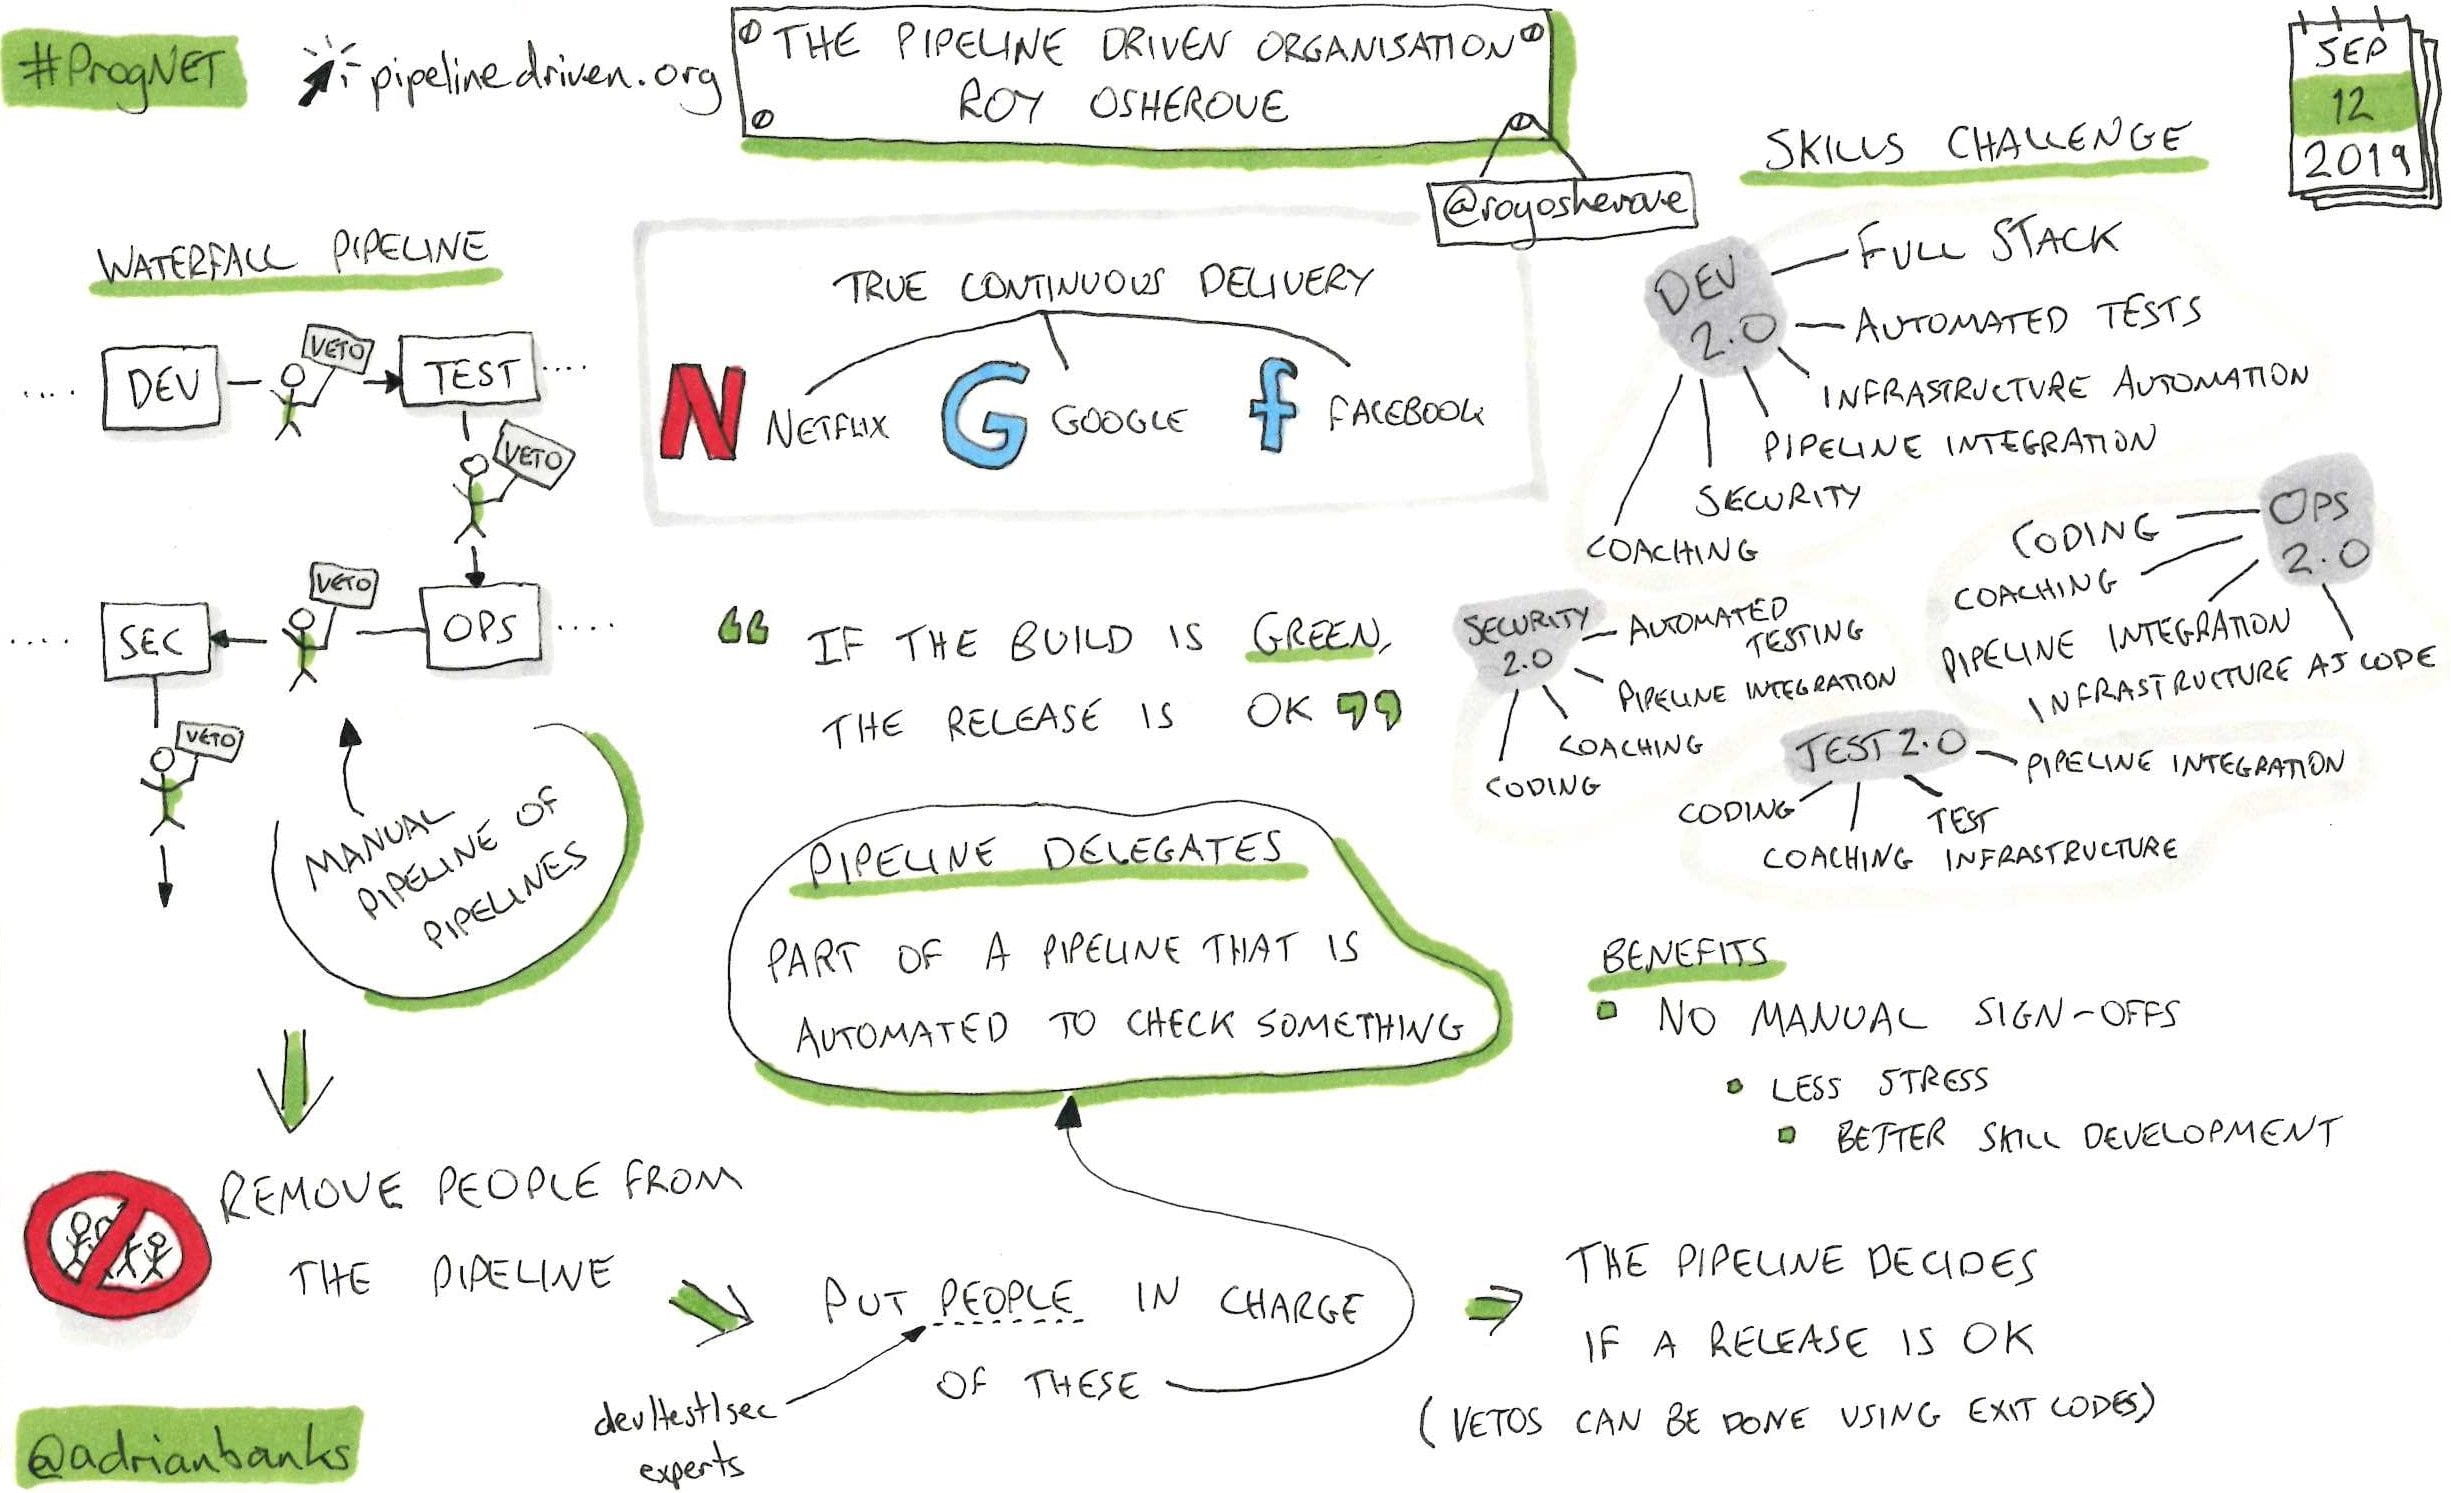 #ProgNET
pipelinedriven.org
THE PIPELINE DRIVEN ORGANISATION
ROY OSHEROVE
@royosherove
SEP
12
2019
WATERFALL PIPELINE
DEV
VETO
TEST
VETO
OPS
VETO
SEC
VETO
MANUAL
PIPELINE OF
PIPELINES
REMOVE PEOPLE FROM
THE PIPELINE
TRUE CONTINUOUS DELIVERY
N
NETFLIX
G
GOOGLE
f
FACEBOOK
“ IF THE BUILD IS GREEN,
THE RELEASE IS OK ”
PIPELINE DELEGATES
PART OF A PIPELINE THAT IS
AUTOMATED TO CHECK SOMETHING
PUT PEOPLE IN CHARGE
OF THESE
dev/test/sec
experts
THE PIPELINE DECIDES
IF A RELEASE IS OK
(VETOS CAN BE DONE USING EXIT CODES)
SKILLS CHALLENGE
DEV
2.0
FULL STACK
AUTOMATED TESTS
INFRASTRUCTURE AUTOMATION
PIPELINE INTEGRATION
SECURITY
COACHING
OPS
2.0
CODING
COACHING
PIPELINE INTEGRATION
INFRASTRUCTURE AS CODE
SECURITY
2.0
AUTOMATED
TESTING
PIPELINE INTEGRATION
COACHING
CODING
TEST 2.0
PIPELINE INTEGRATION
CODING
COACHING
TEST
INFRASTRUCTURE
BENEFITS
NO MANUAL SIGN-OFFS
LESS STRESS
BETTER SKILL DEVELOPMENT
@adrianbanks